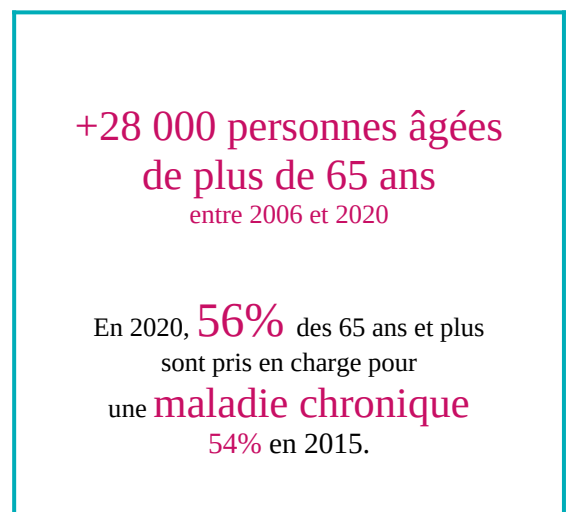 +28 000 personnes âgées
de plus de 65 ans
entre 2006 et 2020
En 2020, 56% des 65 ans et plus
sont pris en charge pour
une maladie chronique
54% en 2015.